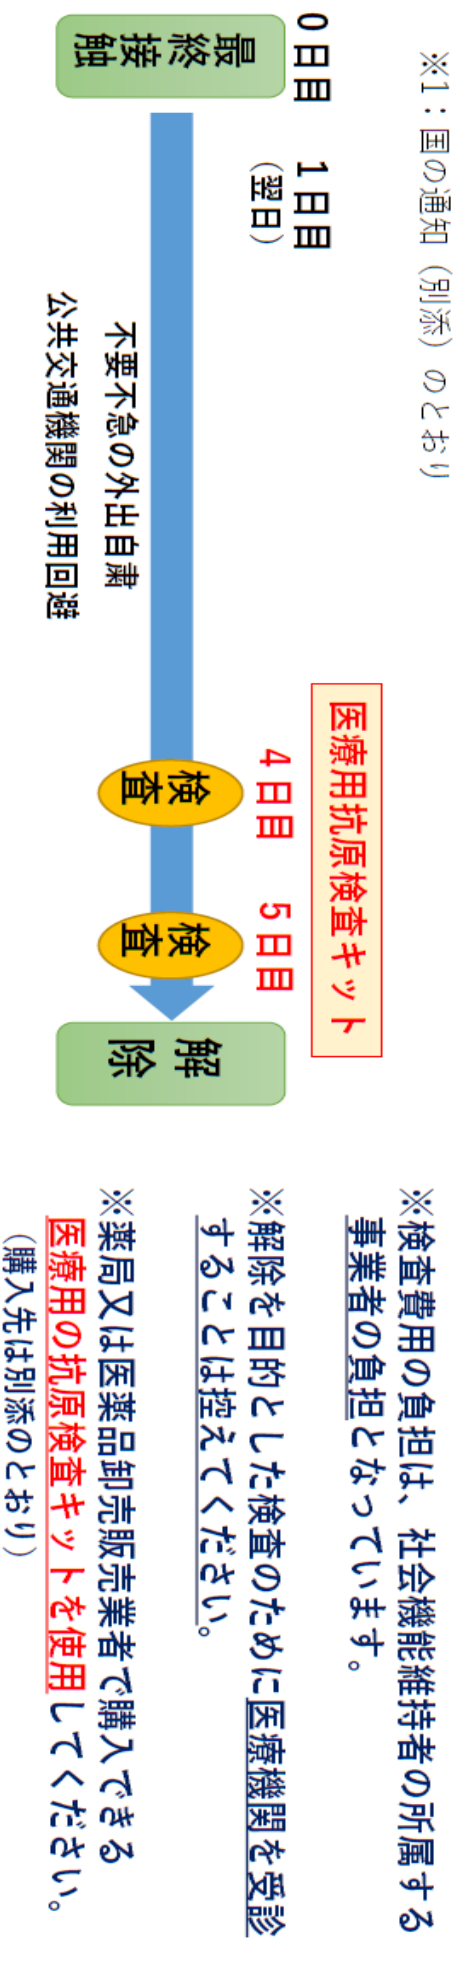 ※1：国の通知（別添）のとおり
医療用抗原検査キット
0日目
1日目
（翌日）
4日目
5日目
最終接触
検査
検査
解除
不要不急の外出自粛
公共交通機関の利用回避
※検査費用の負担は、社会機能維持者の所属する
事業者の負担となっています。
※解除を目的とした検査のために医療機関を受診
することは控えてください。
※薬局又は医薬品卸売販売業者で購入できる
医療用の抗原検査キットを使用してください。
（購入先は別添のとおり）